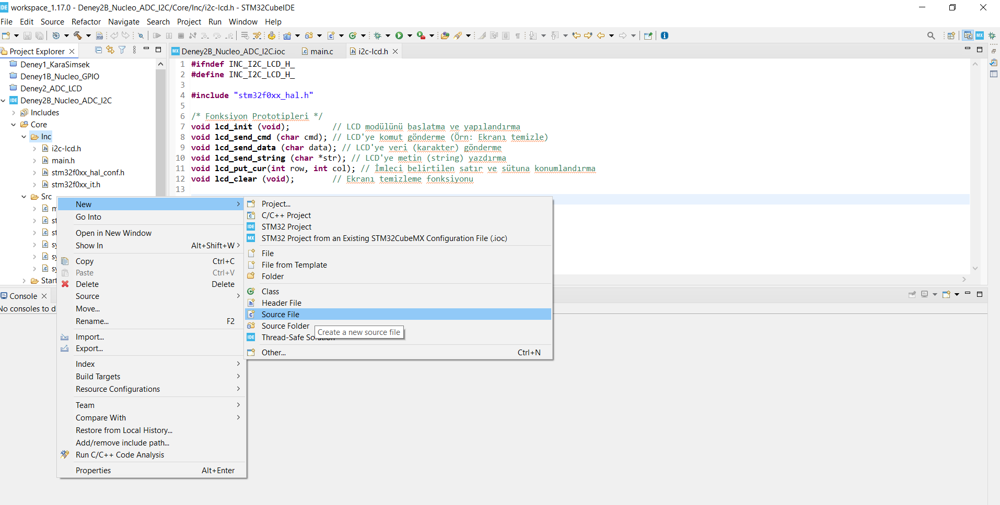 workspace_1.17.0 - Deney2B_Nucleo_ADC_I2C/Core/Inc/i2c-lcd.h - STM32CubeIDE
File Edit Source Refactor Navigate Search Project Run Window Help
Project Explorer
Deney1_KaraSimsek
Deney1B_Nucleo_GPIO
Deney2_ADC_LCD
Deney2B_Nucleo_ADC_I2C
Includes
Core
Inc
i2c-lcd.h
main.h
stm32f0xx_hal_conf.h
stm32f0xx_it.h
Src
Start
Deney2B_Nucleo_ADC_I2C.ioc main.c i2c-lcd.h
1 #ifndef INC_I2C_LCD_H_
2 #define INC_I2C_LCD_H_
3
4 #include "stm32f0xx_hal.h"
5
6 /* Fonksiyon Prototipleri */
7 void lcd_init (void); // LCD modülünü başlatma ve yapılandırma
8 void lcd_send_cmd (char cmd); // LCD'ye komut gönderme (Örn: Ekranı temizle)
9 void lcd_send_data (char data); // LCD'ye veri (karakter) gönderme
10 void lcd_send_string (char *str); // LCD'ye metin (string) yazdırma
11 void lcd_put_cur(int row, int col); // İmleci belirtilen satır ve sütuna konumlandırma
12 void lcd_clear (void); // Ekranı temizleme fonksiyonu
13
New
Go Into
Open in New Window
Show In Alt+Shift+W
Copy Ctrl+C
Paste Ctrl+V
Delete Delete
Source
Move...
Rename... F2
Import...
Export...
Index
Build Targets
Resource Configurations
Team
Compare With
Restore from Local History...
Add/remove include path...
Run C/C++ Code Analysis
Properties Alt+Enter
Project...
C/C++ Project
STM32 Project
STM32 Project from an Existing STM32CubeMX Configuration File (.ioc)
File
File from Template
Folder
Class
Header File
Source File
Source Folder
Thread-Safe Solution
Other... Ctrl+N
Create a new source file
Console
No consoles to d